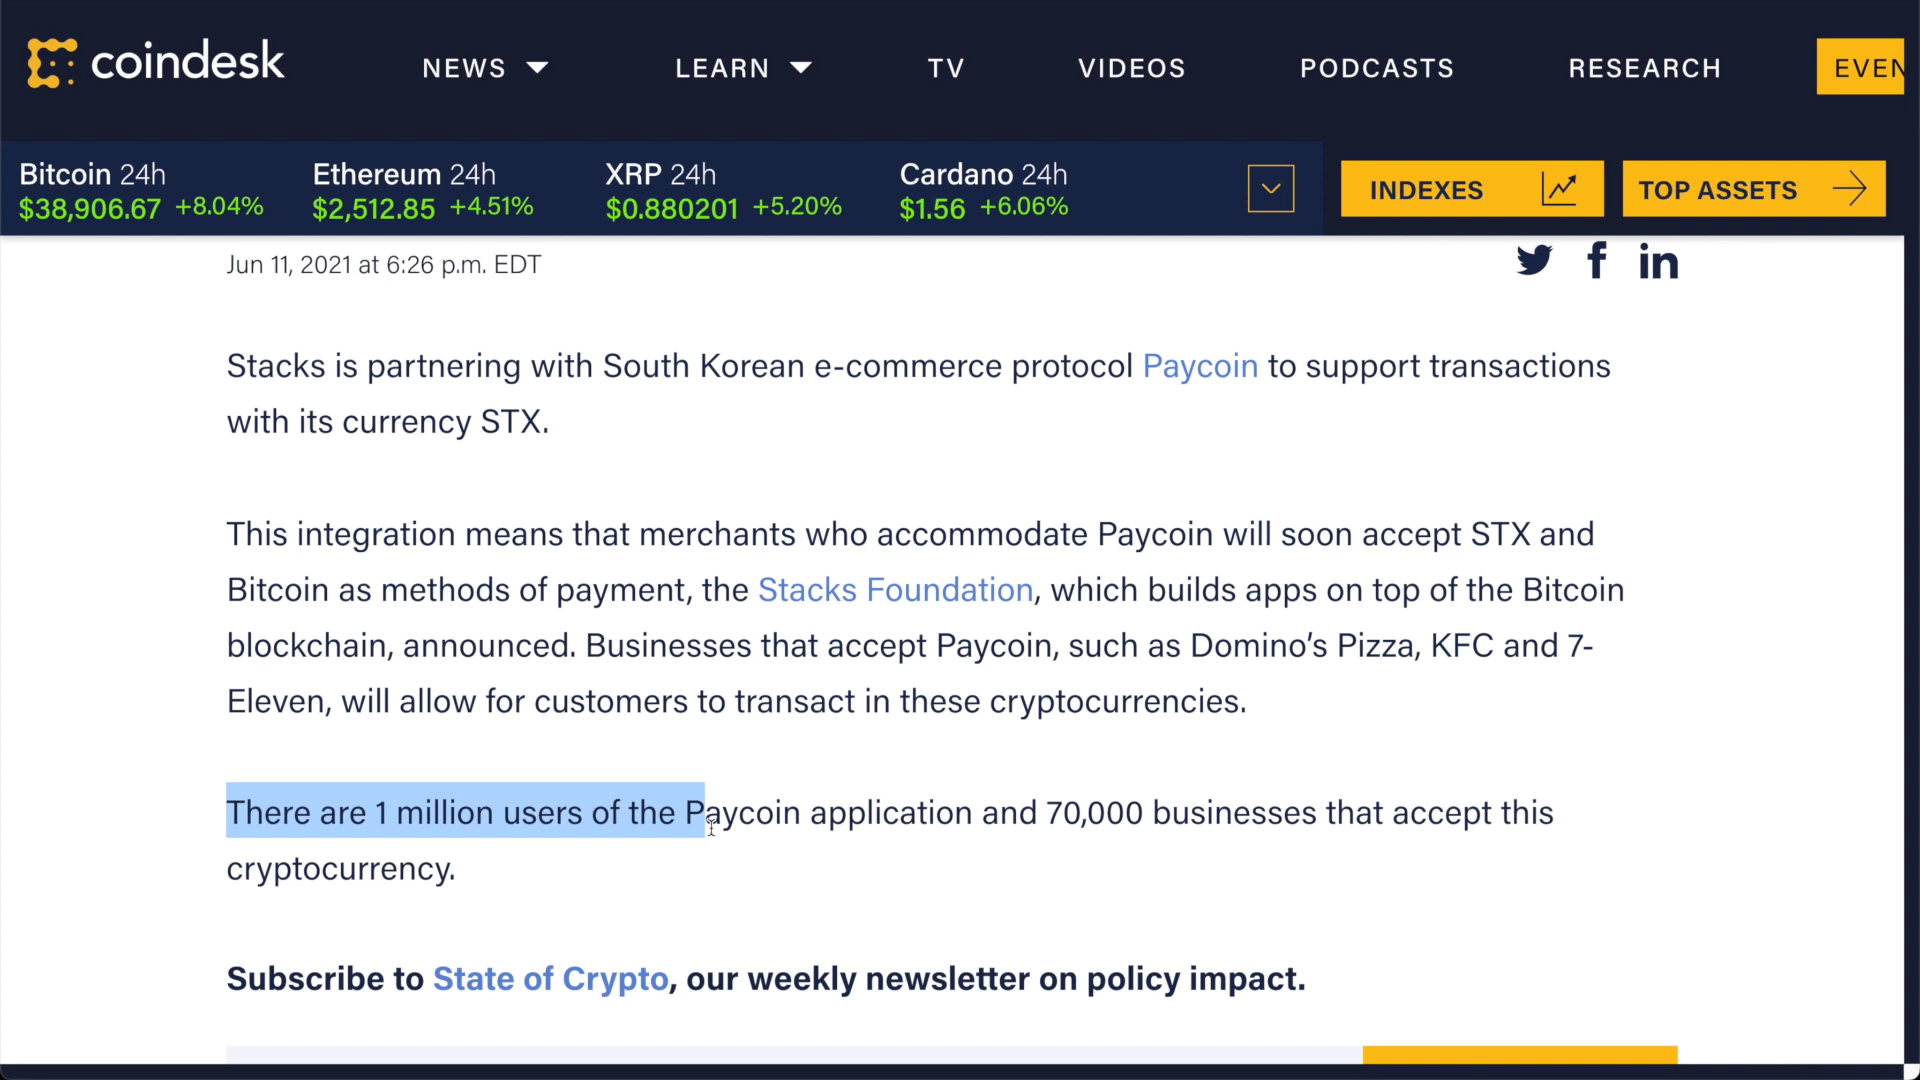 coindesk
NEWS
LEARN
TV
VIDEOS
PODCASTS
RESEARCH
EVEN
Bitcoin 24h
$38,906.67 +8.04%
Ethereum 24h
$2,512.85 +4.51%
XRP 24h
$0.880201 +5.20%
Cardano 24h
$1.56 +6.06%
INDEXES
TOP ASSETS
Jun 11, 2021 at 6:26 p.m. EDT
Stacks is partnering with South Korean e-commerce protocol Paycoin to support transactions
with its currency STX.
This integration means that merchants who accommodate Paycoin will soon accept STX and
Bitcoin as methods of payment, the Stacks Foundation, which builds apps on top of the Bitcoin
blockchain, announced. Businesses that accept Paycoin, such as Domino’s Pizza, KFC and 7-
Eleven, will allow for customers to transact in these cryptocurrencies.
There are 1 million users of the Paycoin application and 70,000 businesses that accept this
cryptocurrency.
Subscribe to State of Crypto, our weekly newsletter on policy impact.